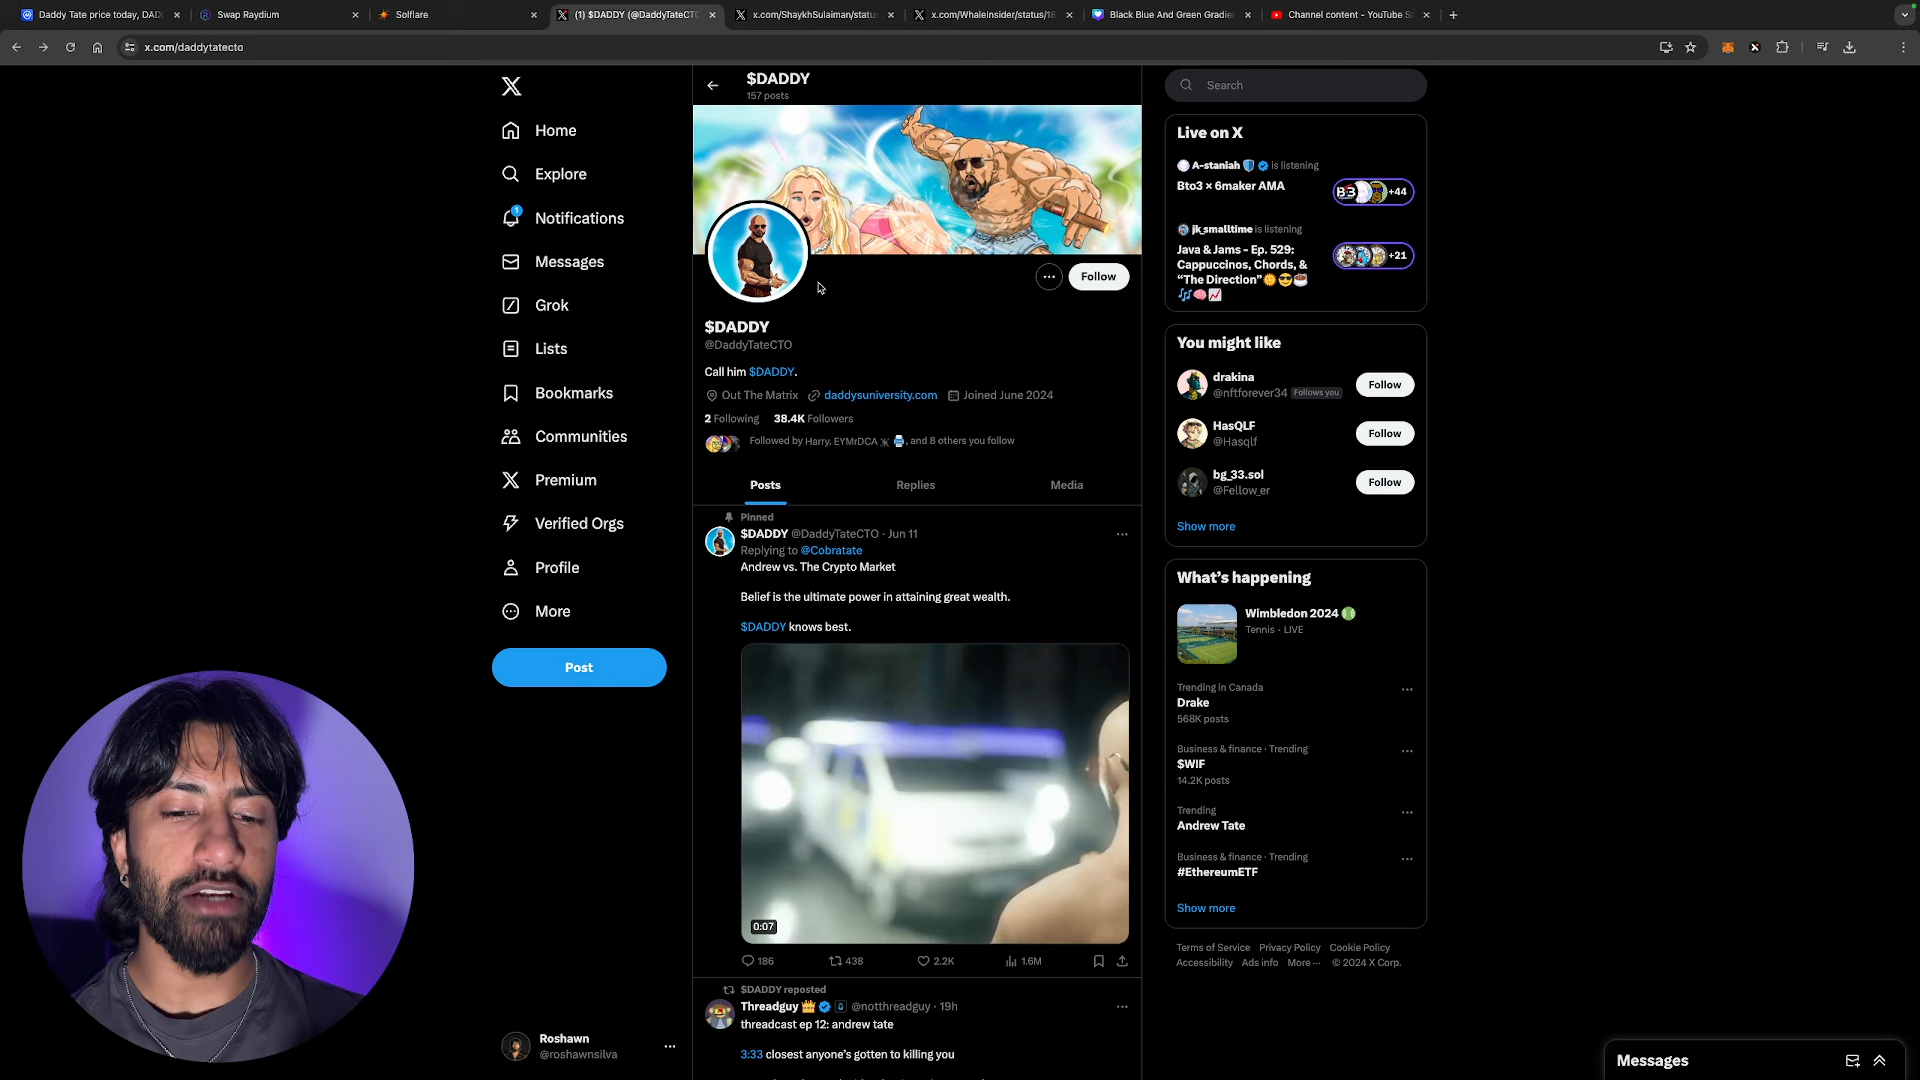 Daddy Tate price today, DADI
Swap Raydium
Solflare
(1) $DADDY (@DaddyTateCTO
x.com/ShaykhSulaiman/status
x.com/WhaleInsider/status/18
Black Blue And Green Gradie
Channel content - YouTube S
x.com/daddytatecto
$DADDY
157 posts
Home
Explore
1
Notifications
Messages
Grok
Lists
Bookmarks
Communities
Premium
Verified Orgs
Profile
More
Post
Roshawn
@roshawnsilva
Follow
$DADDY
@DaddyTateCTO
Call him $DADDY.
Out The Matrix daddysuniversity.com Joined June 2024
2 Following 38.4K Followers
Followed by Harry, EYMrDCA, and 8 others you follow
Posts Replies Media
Pinned
$DADDY @DaddyTateCTO · Jun 11
Replying to @Cobratate
Andrew vs. The Crypto Market
Belief is the ultimate power in attaining great wealth.
$DADDY knows best.
0:07
186 438 2.2K 1.6M
$DADDY reposted
Threadguy @notthreadguy · 19h
threadcast ep 12: andrew tate
3:33 closest anyone's gotten to killing you
Search
Live on X
A-staniah is listening
Bto3 × 6maker AMA
B3 +44
jk_smalltime is listening
Java & Jams - Ep. 529:
Cappuccinos, Chords, &
"The Direction"🌞😎☕
🎶🧠📈
+21
You might like
drakina
@nftforever34 Follows you
Follow
HasQLF
@Hasqlf
Follow
bg_33.sol
@Fellow_er
Follow
Show more
What's happening
Wimbledon 2024
Tennis · LIVE
Trending in Canada
Drake
568K posts
Business & finance · Trending
$WIF
14.2K posts
Trending
Andrew Tate
Business & finance · Trending
#EthereumETF
Show more
Terms of Service Privacy Policy Cookie Policy
Accessibility Ads info More ··· © 2024 X Corp.
Messages